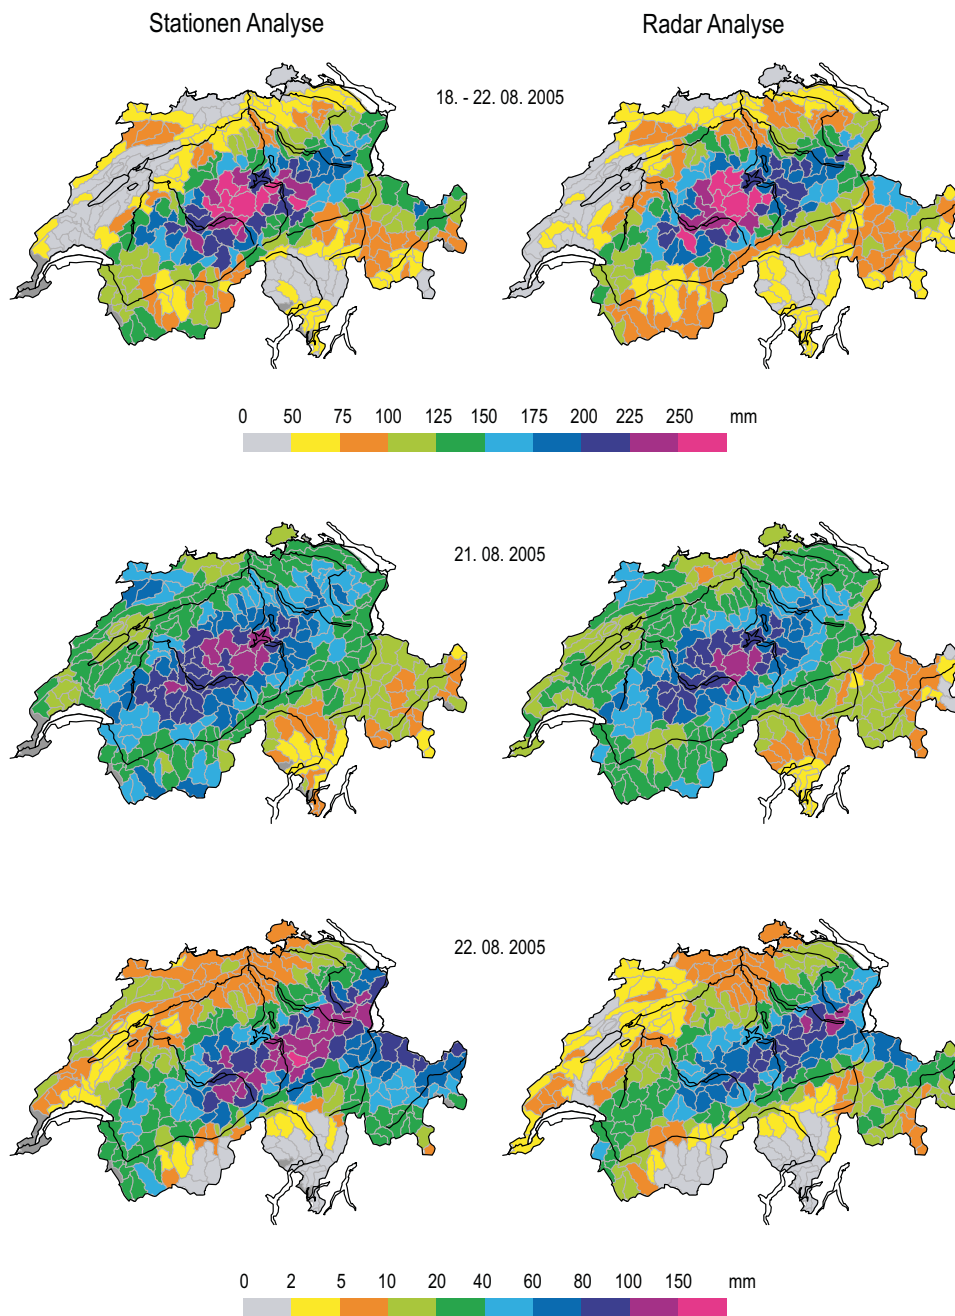 Stationen Analyse
Radar Analyse
18. - 22. 08. 2005
0 50 75 100 125 150 175 200 225 250 mm
21. 08. 2005
22. 08. 2005
0 2 5 10 20 40 60 80 100 150 mm